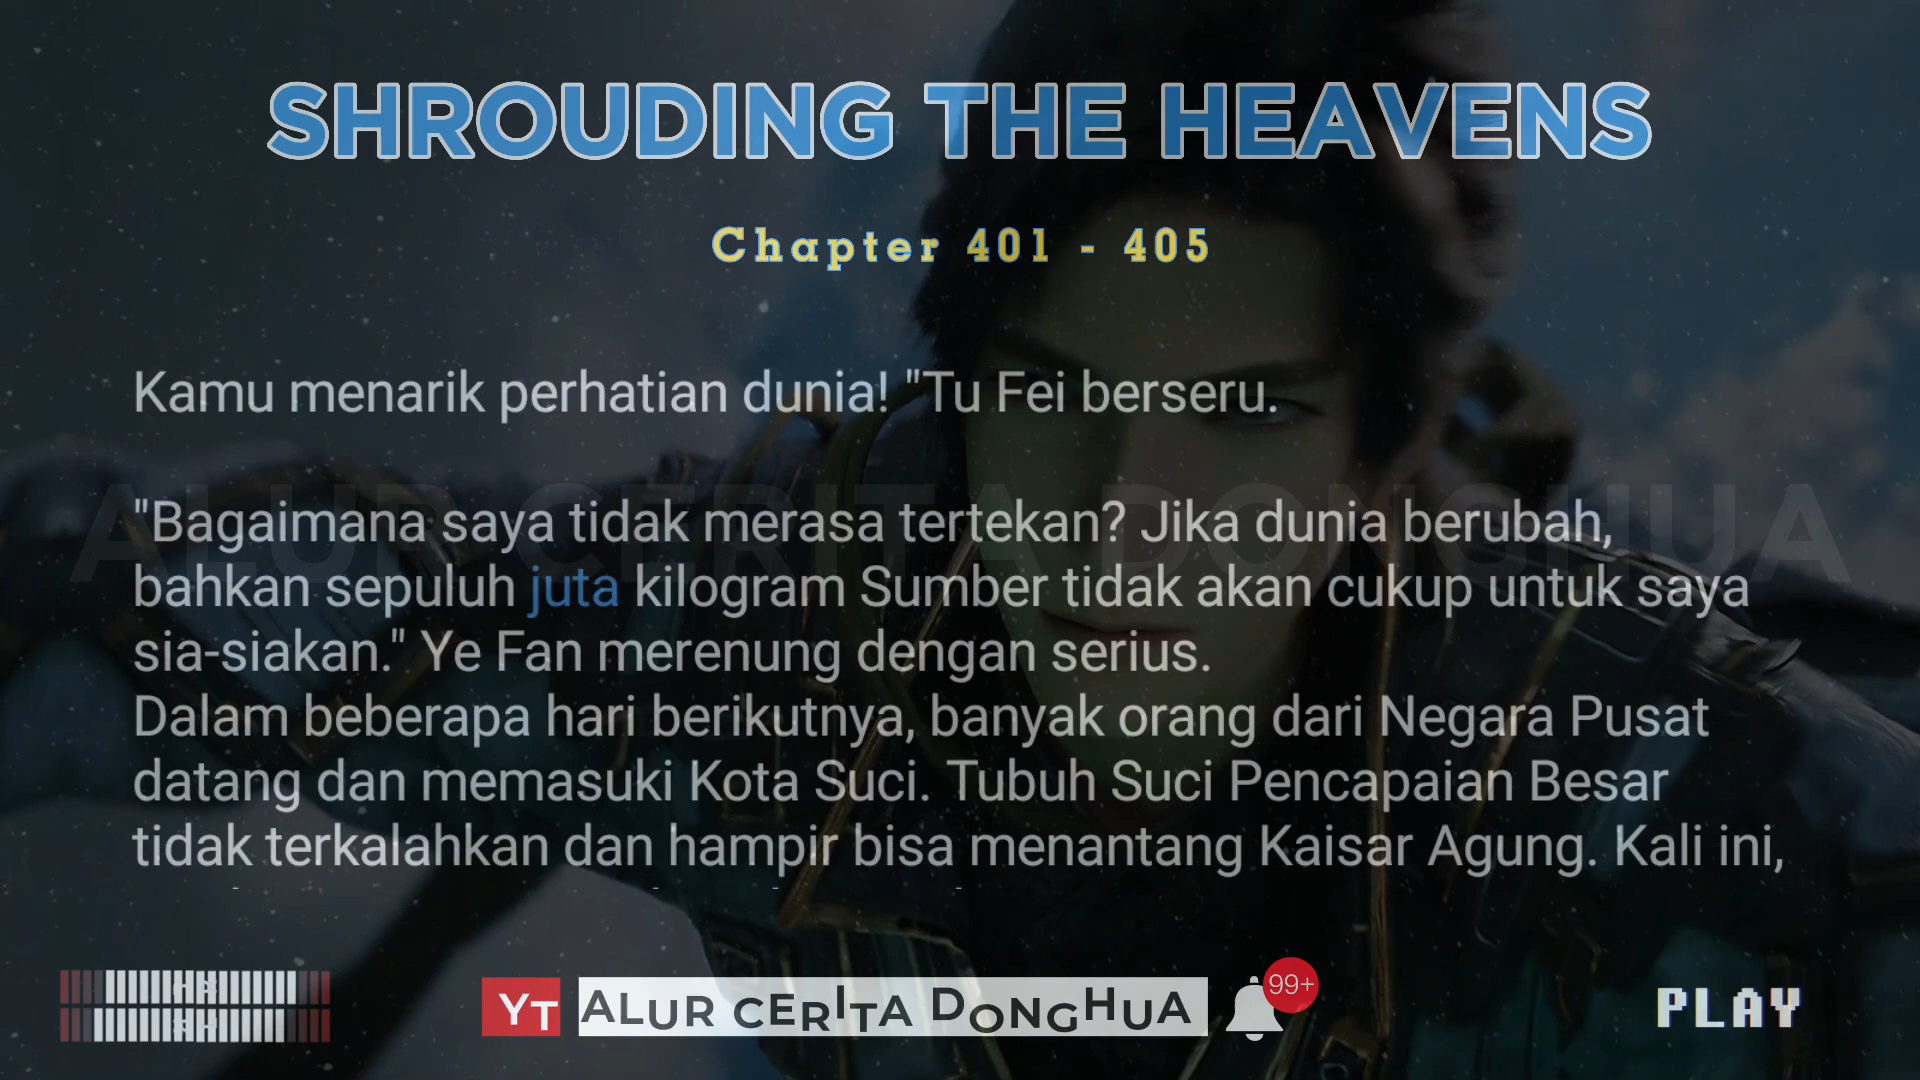 SHROUDING THE HEAVENS
Chapter 401 - 405
Kamu menarik perhatian dunia! "Tu Fei berseru.
"Bagaimana saya tidak merasa tertekan? Jika dunia berubah,
bahkan sepuluh juta kilogram Sumber tidak akan cukup untuk saya
sia-siakan." Ye Fan merenung dengan serius.
Dalam beberapa hari berikutnya, banyak orang dari Negara Pusat
datang dan memasuki Kota Suci. Tubuh Suci Pencapaian Besar
tidak terkalahkan dan hampir bisa menantang Kaisar Agung. Kali ini,
ALUR CERITA DONGHUA
YT ALUR CERITA DONGHUA 99+
PLAY